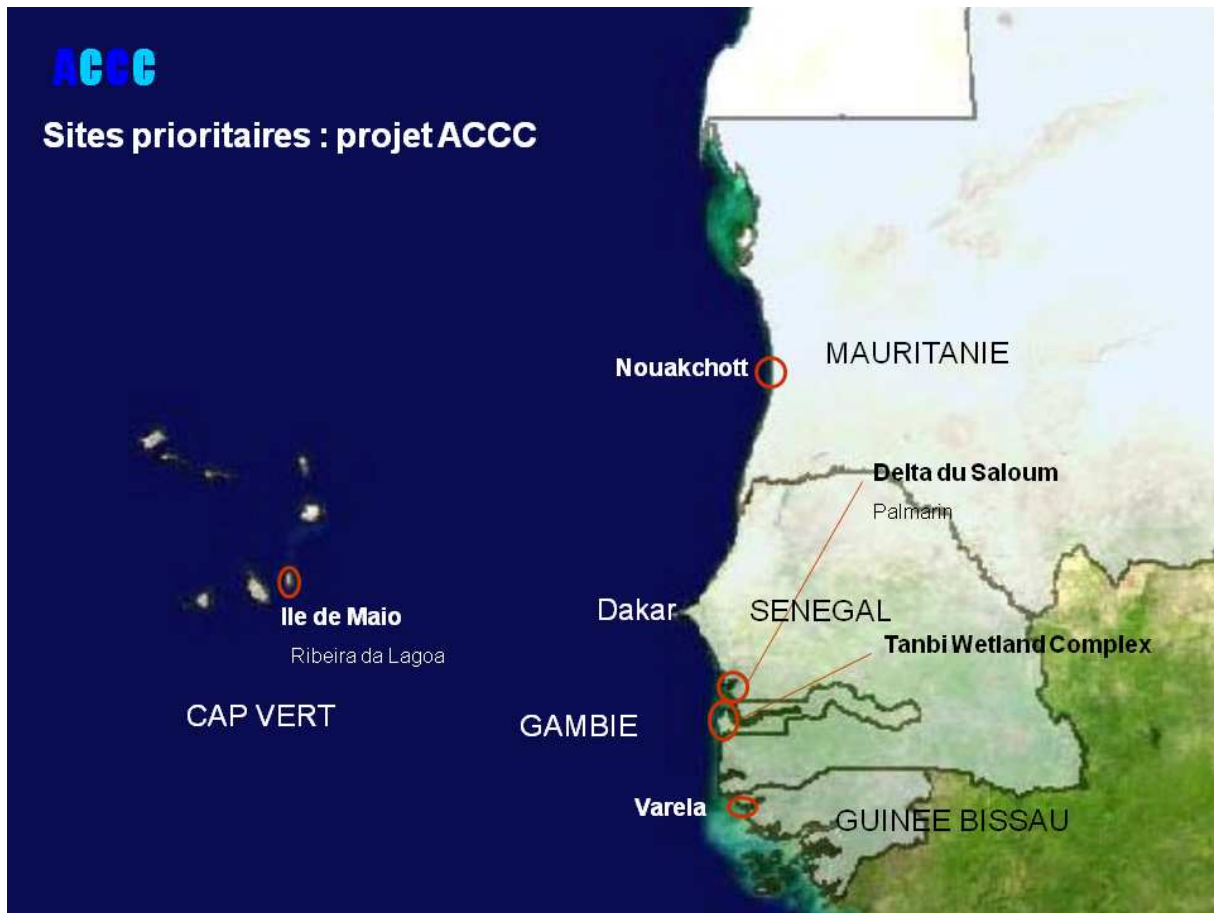 ACCC
Sites prioritaires : projet ACCC
Nouakchott
MAURITANIE
Delta du Saloum
Palmarin
Dakar
SENEGAL
Ile de Maio
Ribeira da Lagoa
Tanbi Wetland Complex
CAP VERT
GAMBIE
Varela
GUINEE BISSAU